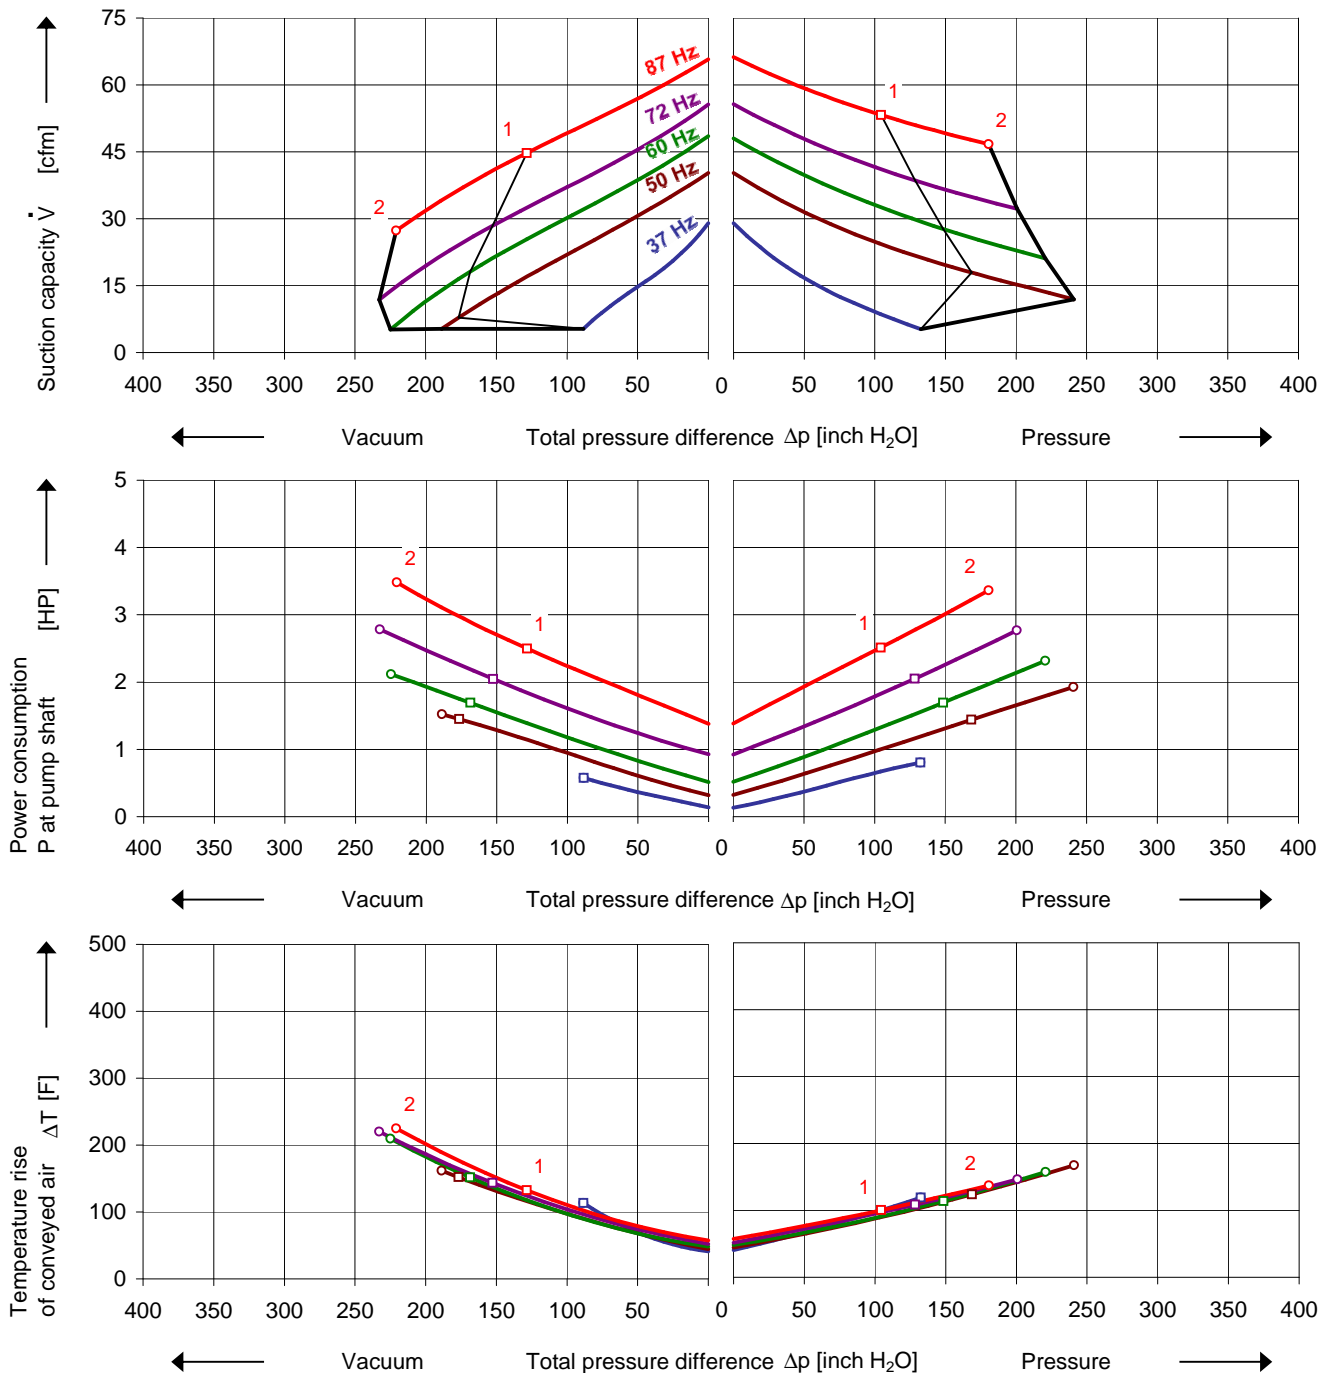 75
60
45
30
15
0
Suction capacity V̇ [cfm]
87 Hz
72 Hz
60 Hz
50 Hz
37 Hz
1
2
1
2
400 350 300 250 200 150 100 50 0 50 100 150 200 250 300 350 400
Vacuum Total pressure difference Δp [inch H₂O] Pressure
5
4
3
2
1
0
Power consumption
P at pump shaft [HP]
2
1
1
2
400 350 300 250 200 150 100 50 0 50 100 150 200 250 300 350 400
Vacuum Total pressure difference Δp [inch H₂O] Pressure
500
400
300
200
100
0
Temperature rise
of conveyed air ΔT [F]
2
1
1
2
400 350 300 250 200 150 100 50 0 50 100 150 200 250 300 350 400
Vacuum Total pressure difference Δp [inch H₂O] Pressure